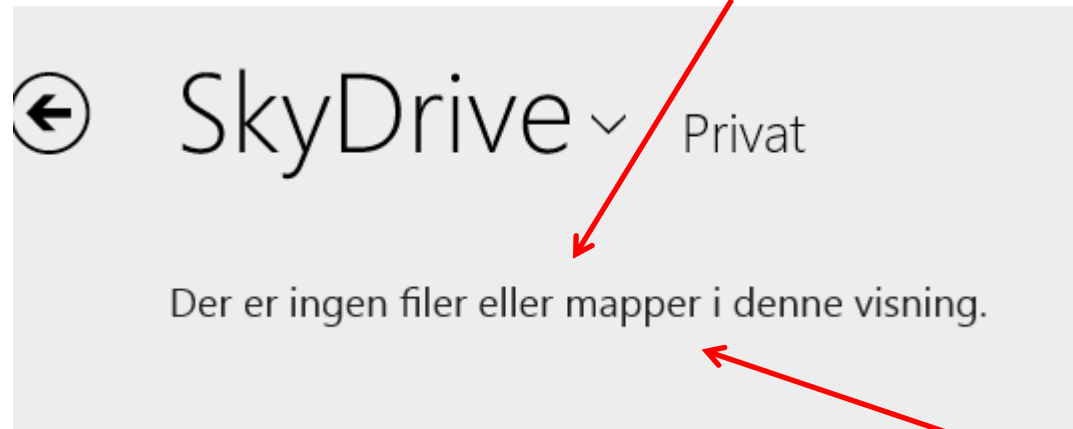 SkyDrive Privat
Der er ingen filer eller mapper i denne visning.